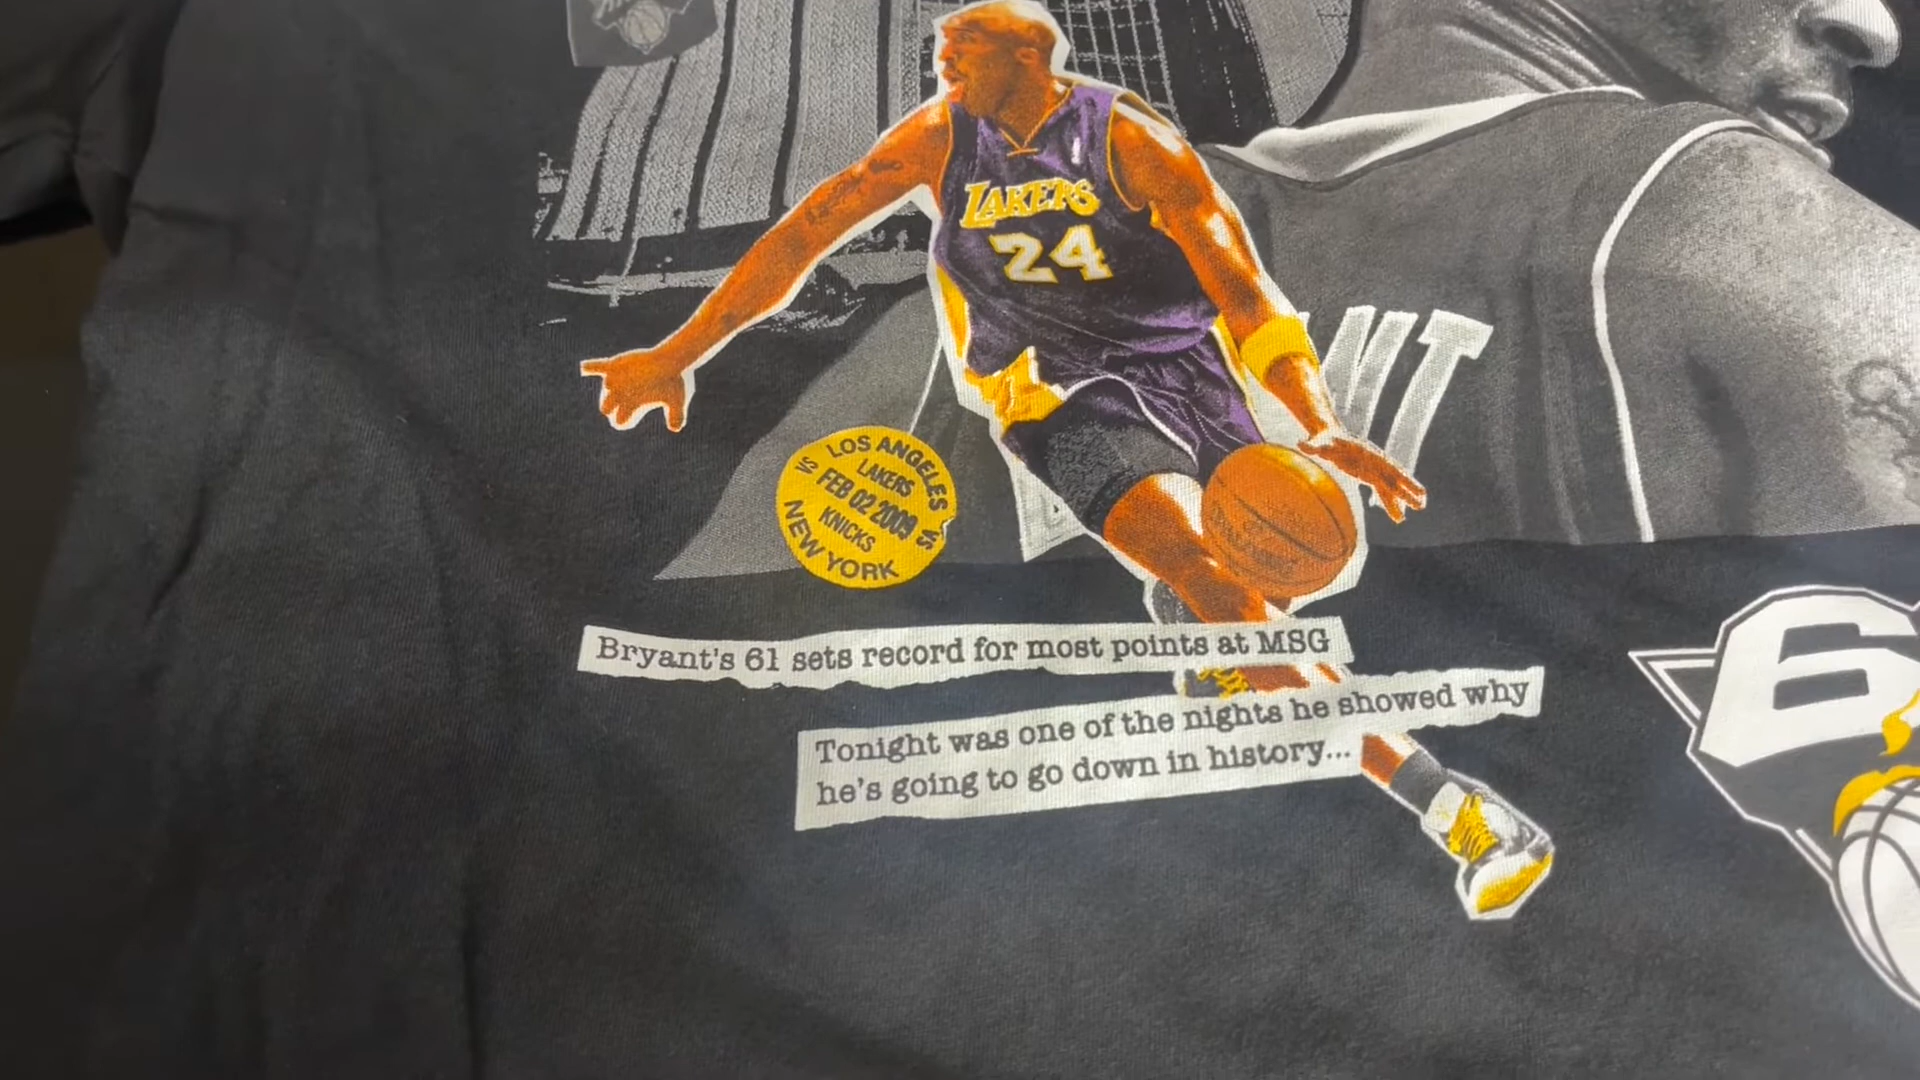 LAKERS
24
NT
LOS ANGELES
LAKERS
VS FEB 02 2009 VS
KNICKS
NEW YORK
Bryant's 61 sets record for most points at MSG
Tonight was one of the nights he showed why
he's going to go down in history...
6